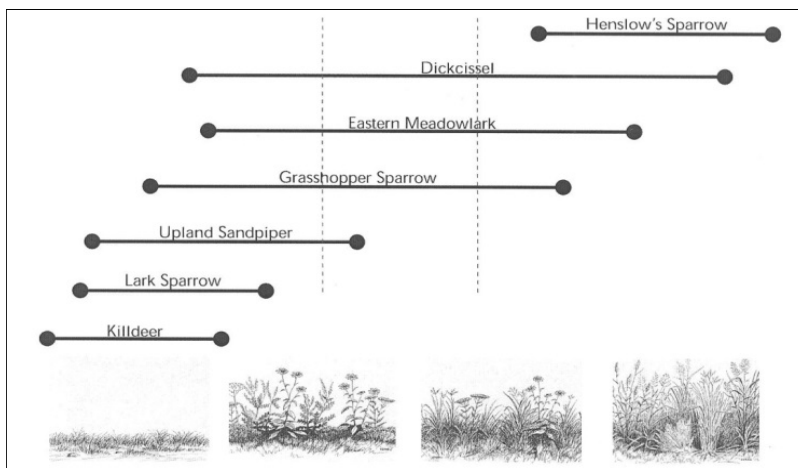 Henslow's Sparrow
Dickcissel
Eastern Meadowlark
Grasshopper Sparrow
Upland Sandpiper
Lark Sparrow
Killdeer